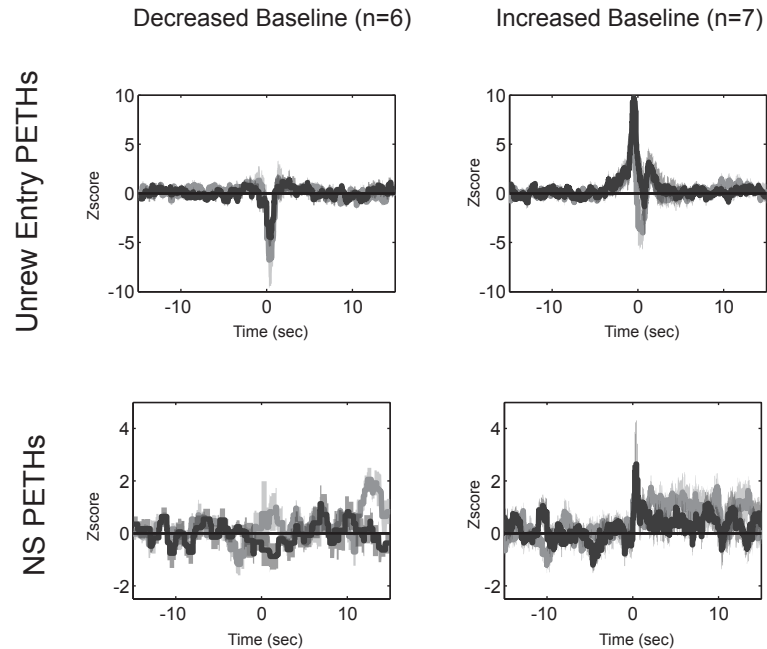 Decreased Baseline (n=6)
Increased Baseline (n=7)
Unrew Entry PETHs
Zscore
10
5
0
-5
-10
-10
0
10
Time (sec)
Zscore
10
5
0
-5
-10
-10
0
10
Time (sec)
NS PETHs
Zscore
4
2
0
-2
-10
0
10
Time (sec)
Zscore
4
2
0
-2
-10
0
10
Time (sec)